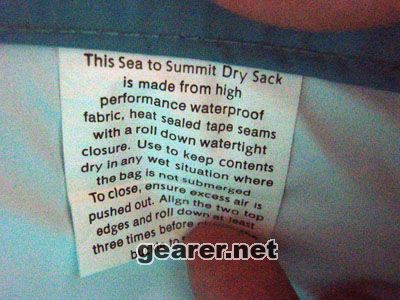 This Sea to Summit Dry Sack
is made from high
performance waterproof
fabric, heat sealed tape seams
with a roll down watertight
closure. Use to keep contents
dry in any wet situation where
the bag is not submerged
To close, ensure excess air is
pushed out. Align the two top
edges and roll down at least
three times before
gearer.net